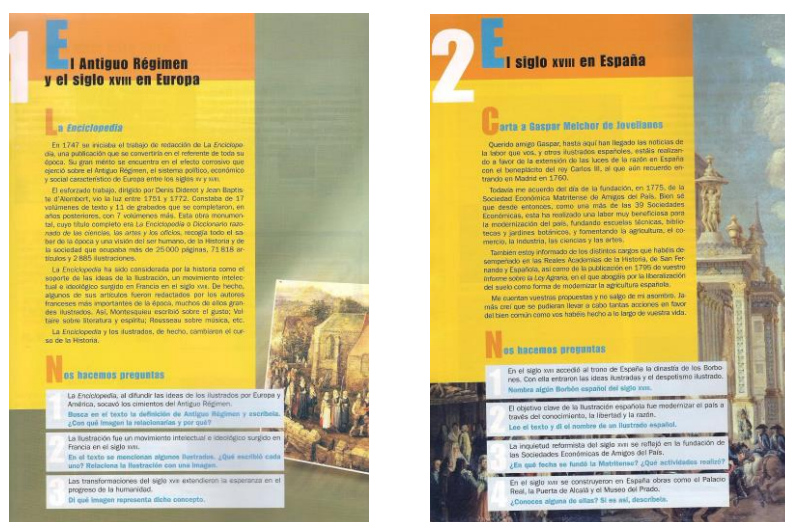 1
El Antiguo Régimen
y el siglo XVIII en Europa
La Enciclopedia
En 1747 se iniciaba el trabajo de redacción de La Enciclope-
dia, una publicación que se convertiría en el referente de toda su
época. Su gran mérito se encuentra en el efecto corrosivo que
ejerció sobre el Antiguo Régimen, el sistema político, económico
y social característico de Europa entre los siglos XV y XVIII.
El esforzado trabajo, dirigido por Denis Diderot y Jean Baptis-
te d'Alembert, vio la luz entre 1751 y 1772. Constaba de 17
volúmenes de texto y 11 de grabados que se completaron, en
años posteriores, con 7 volúmenes más. Esta obra monumen-
tal, cuyo título completo era La Enciclopedia o Diccionario razo-
nado de las ciencias, las artes y los oficios, recogía todo el sa-
ber de la época y una visión del ser humano, de la Historia y de
la sociedad que ocupaba más de 25 000 páginas, 71 818 ar-
tículos y 2 885 ilustraciones.
La Enciclopedia ha sido considerada por la historia como el
soporte de las ideas de la Ilustración, un movimiento intelec-
tual e ideológico surgido en Francia en el siglo XVIII. De hecho,
algunos de sus artículos fueron redactados por los autores
franceses más importantes de la época, muchos de ellos gran-
des ilustrados. Así, Montesquieu escribió sobre el gusto; Vol-
taire sobre literatura y espíritu; Rousseau sobre música, etc.
La Enciclopedia y los ilustrados, de hecho, cambiaron el cur-
so de la Historia.
Nos hacemos preguntas
1
La Enciclopedia, al difundir las ideas de los ilustrados por Europa y
América, socavó los cimientos del Antiguo Régimen.
Busca en el texto la definición de Antiguo Régimen y escríbela.
¿Con qué imagen la relacionarías y por qué?
2
La Ilustración fue un movimiento intelectual e ideológico surgido en
Francia en el siglo XVIII.
En el texto se mencionan algunos ilustrados. ¿Qué escribió cada
uno? Relaciona la Ilustración con una imagen.
3
Las transformaciones del siglo XVIII extendieron la esperanza en el
progreso de la humanidad.
Di qué imagen representa dicho concepto.
2
El siglo XVIII en España
Carta a Gaspar Melchor de Jovellanos
Querido amigo Gaspar, hasta aquí han llegado las noticias de
la labor que vos, y otros ilustrados españoles, estáis realizan-
do a favor de la extensión de las luces de la razón en España
con el beneplácito del rey Carlos III, al que aún recuerdo en-
trando en Madrid en 1760.
Todavía me acuerdo del día de la fundación, en 1775, de la
Sociedad Económica Matritense de Amigos del País. Bien sé
que desde entonces, como una más de las 39 Sociedades
Económicas, esta ha realizado una labor muy beneficiosa para
la modernización del país, fundando escuelas técnicas, biblio-
tecas y jardines botánicos, y fomentando la agricultura, el co-
mercio, la industria, las ciencias y las artes.
También estoy informado de los distintos cargos que habéis de-
sempeñado en las Reales Academias de la Historia, de San Fer-
nando y Española, así como de la publicación en 1795 de vuestro
Informe sobre la Ley Agraria, en el que abogáis por la liberalización
del suelo como forma de modernizar la agricultura española.
Me cuentan vuestras propuestas y no salgo de mi asombro. Ja-
más creí que se pudieran llevar a cabo tantas acciones en favor
del bien común como vos habéis hecho a lo largo de vuestra vida.
Nos hacemos preguntas
1
En el siglo XVIII accedió al trono de España la dinastía de los Borbo-
nes. Con ella entraron las ideas ilustradas y el despotismo ilustrado.
Nombra algún Borbón español del siglo XVIII.
2
El objetivo clave de la Ilustración española fue modernizar el país a
través del conocimiento, la libertad y la razón.
Lee el texto y di el nombre de un ilustrado español.
3
La inquietud reformista del siglo XVIII se reflejó en la fundación de
las Sociedades Económicas de Amigos del País.
¿En qué fecha se fundó la Matritense? ¿Qué actividades realizó?
4
En el siglo XVIII se construyeron en España obras como el Palacio
Real, la Puerta de Alcalá y el Museo del Prado.
¿Conoces alguna de ellas? Si es así, descríbela.